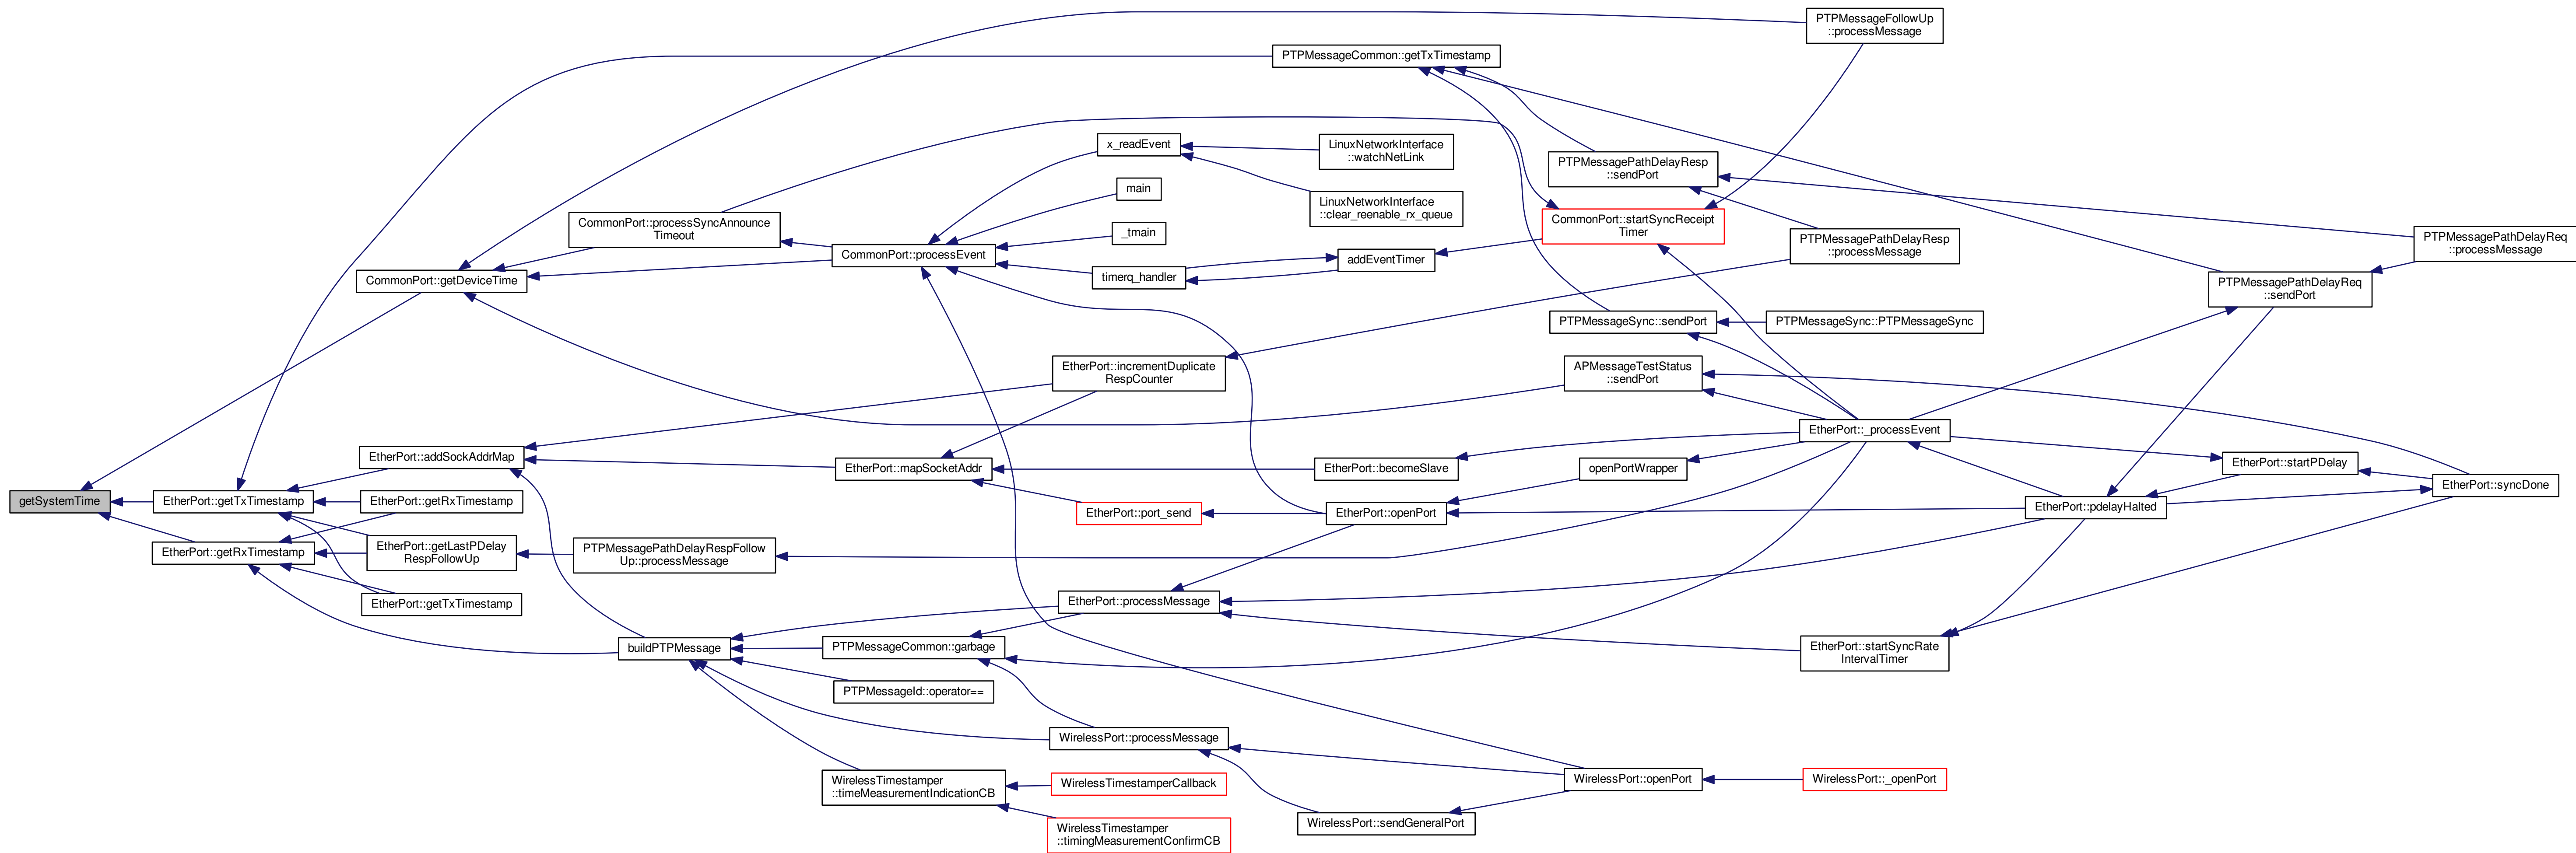 PTPMessageFollowUp
::processMessage
PTPMessageCommon::getTxTimestamp
x_readEvent
LinuxNetworkInterface
::watchNetLink
PTPMessagePathDelayResp
::sendPort
main
LinuxNetworkInterface
::clear_reenable_rx_queue
CommonPort::processSyncAnnounce
Timeout
_tmain
CommonPort::startSyncReceipt
Timer
PTPMessagePathDelayResp
::processMessage
PTPMessagePathDelayReq
::processMessage
CommonPort::processEvent
addEventTimer
CommonPort::getDeviceTime
timerq_handler
PTPMessagePathDelayReq
::sendPort
PTPMessageSync::sendPort
PTPMessageSync::PTPMessageSync
EtherPort::incrementDuplicate
RespCounter
APMessageTestStatus
::sendPort
EtherPort::_processEvent
EtherPort::addSockAddrMap
EtherPort::mapSocketAddr
EtherPort::becomeSlave
openPortWrapper
EtherPort::startPDelay
EtherPort::syncDone
getSystemTime
EtherPort::getTxTimestamp
EtherPort::getRxTimestamp
EtherPort::port_send
EtherPort::openPort
EtherPort::pdelayHalted
EtherPort::getRxTimestamp
EtherPort::getLastPDelay
RespFollowUp
PTPMessagePathDelayRespFollow
Up::processMessage
EtherPort::getTxTimestamp
EtherPort::processMessage
buildPTPMessage
PTPMessageCommon::garbage
EtherPort::startSyncRate
IntervalTimer
PTPMessageId::operator==
WirelessPort::processMessage
WirelessTimestamper
::timeMeasurementIndicationCB
WirelessTimestamperCallback
WirelessPort::openPort
WirelessPort::_openPort
WirelessTimestamper
::timingMeasurementConfirmCB
WirelessPort::sendGeneralPort